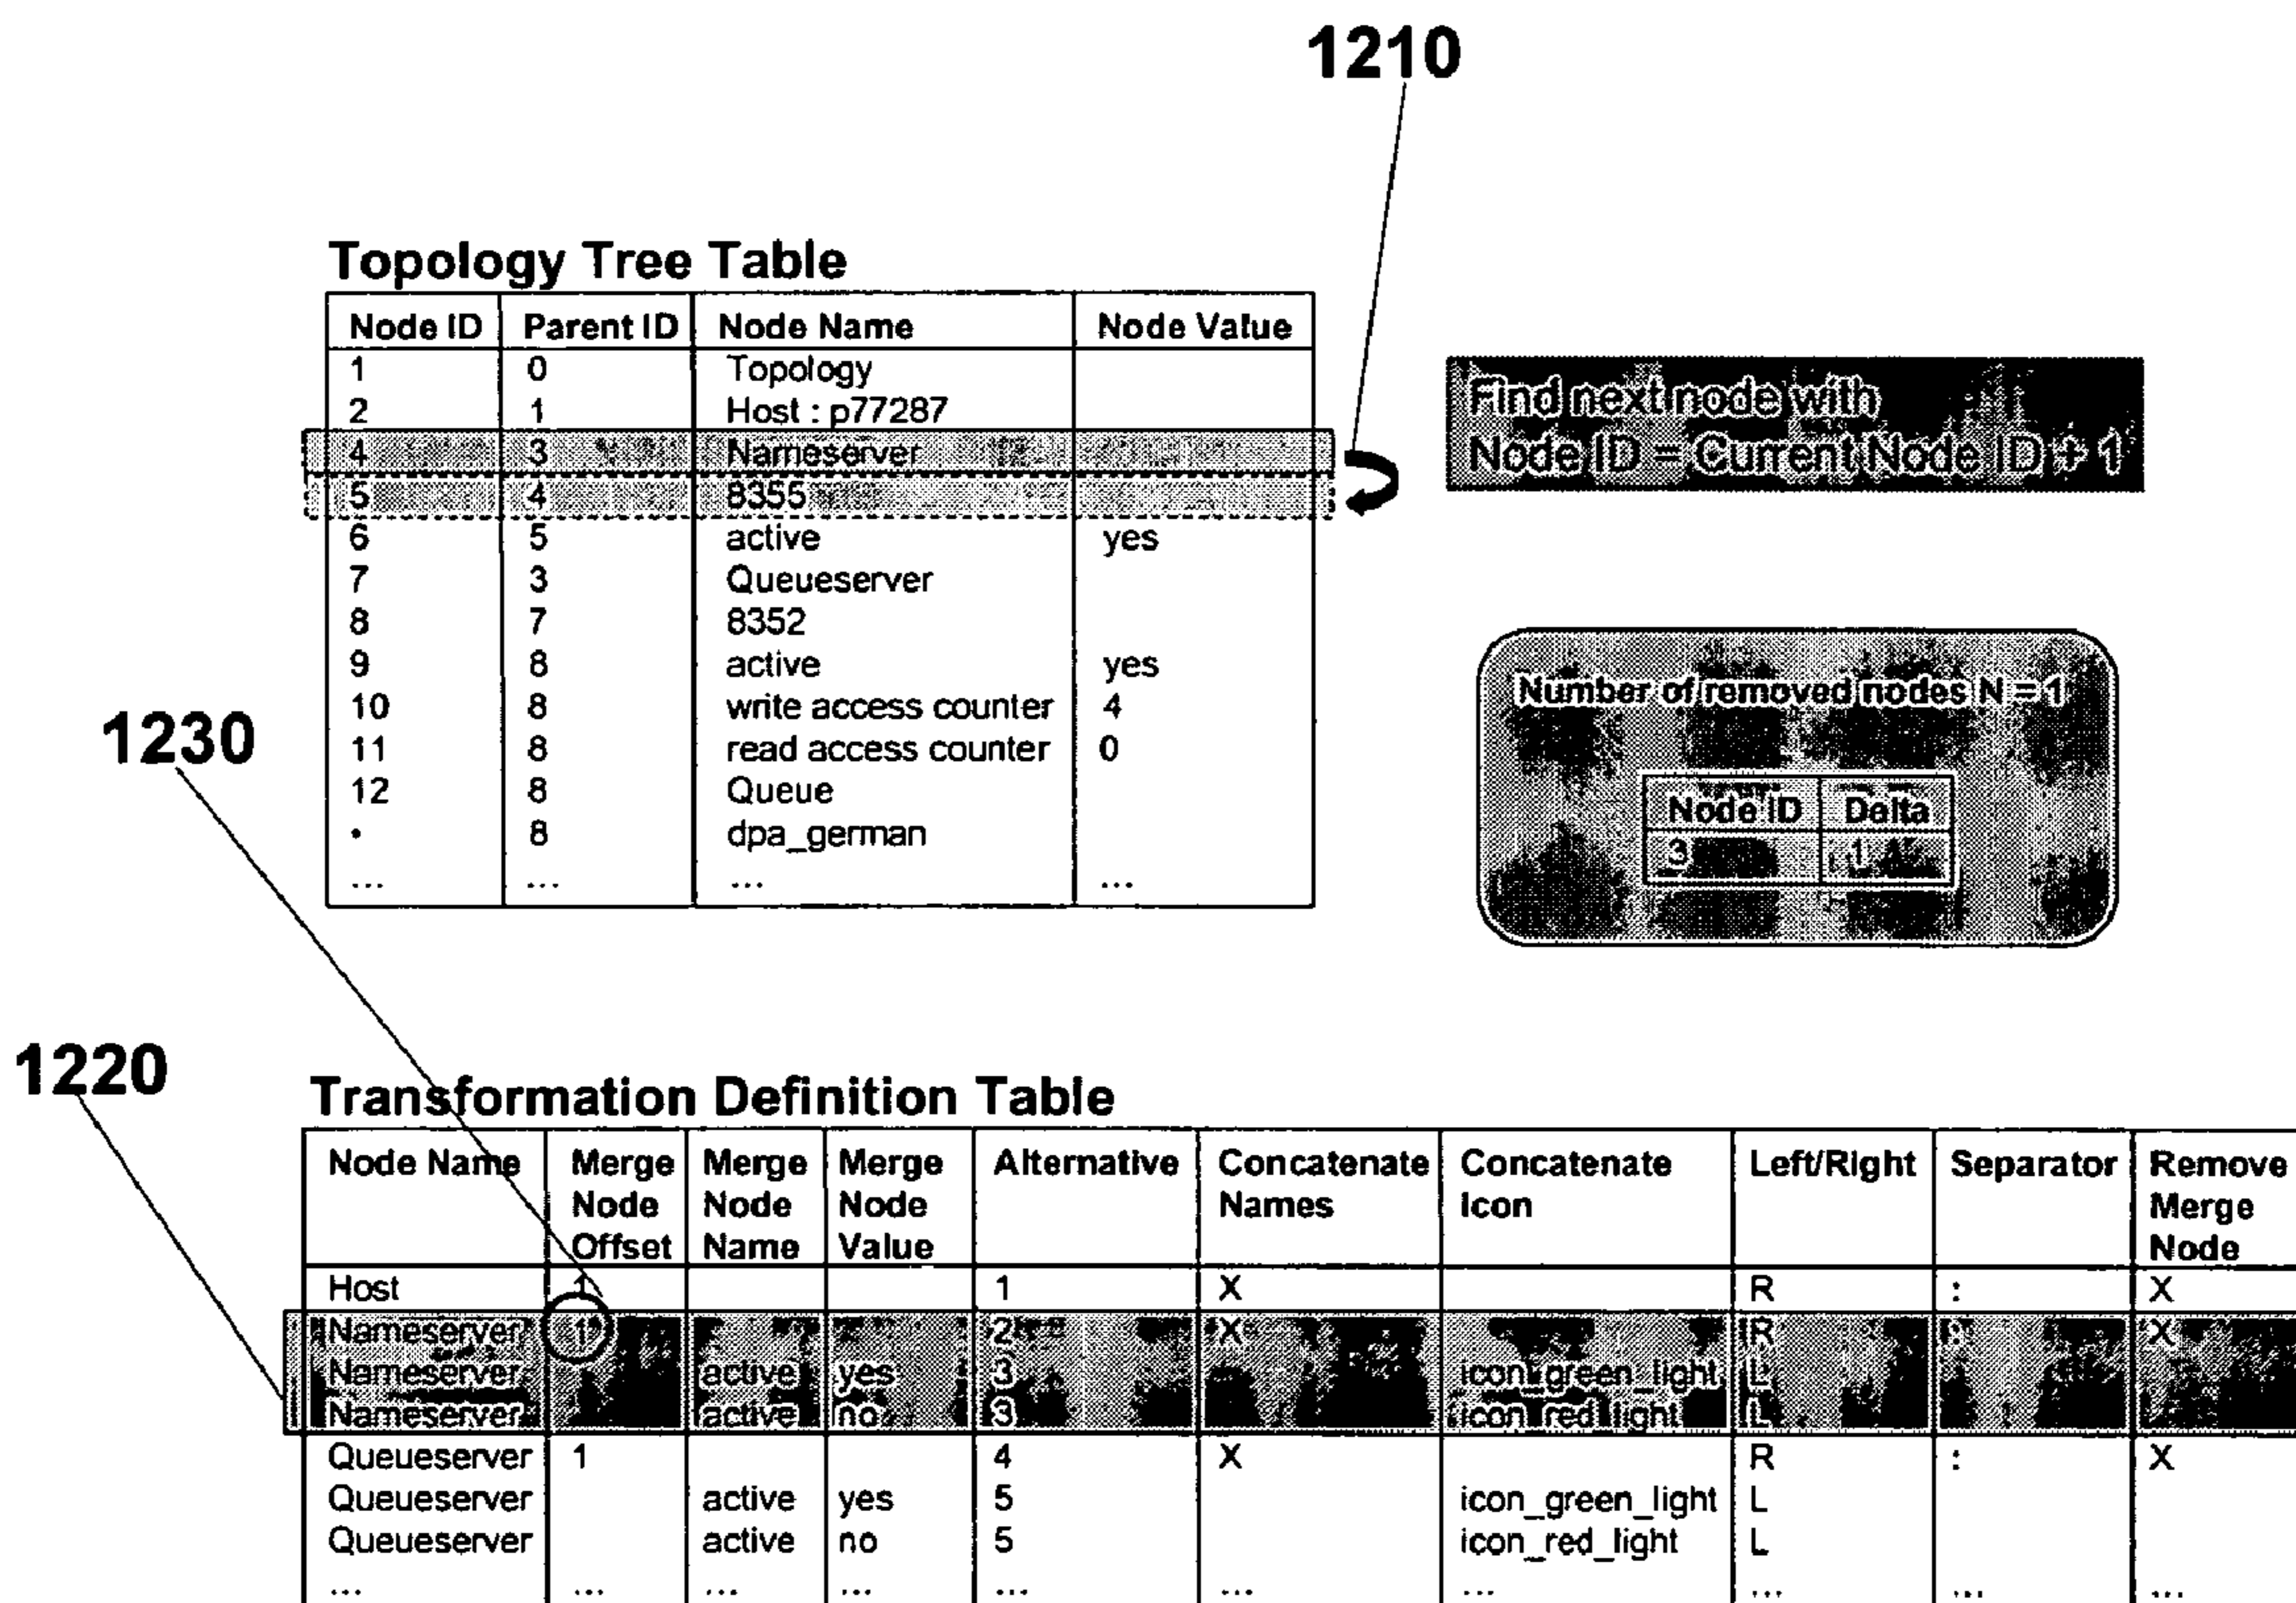 1210
Topology Tree Table
Node ID Parent ID Node Name Node Value
1 0 Topology
2 1 Host : p77287
4 3 Nameserver
5 4 8355
6 5 active yes
7 3 Queueserver
8 7 8352
9 8 active yes
10 8 write access counter 4
11 8 read access counter 0
12 8 Queue
• 8 dpa_german
... ... ... ...
Find next node with
Node ID = Current Node ID + 1
Number of removed nodes N = 1
Node ID Delta
3 1
1230
1220
Transformation Definition Table
Node Name Merge Node Offset Merge Node Name Merge Node Value Alternative Concatenate Names Concatenate Icon Left/Right Separator Remove Merge Node
Host 1 1 X R : X
Nameserver 1 2 X R : X
Nameserver active yes 3 icon_green_light L
Nameserver active no 3 icon_red_light L
Queueserver 1 4 X R : X
Queueserver active yes 5 icon_green_light L
Queueserver active no 5 icon_red_light L
... ... ... ... ... ... ... ... ... ...